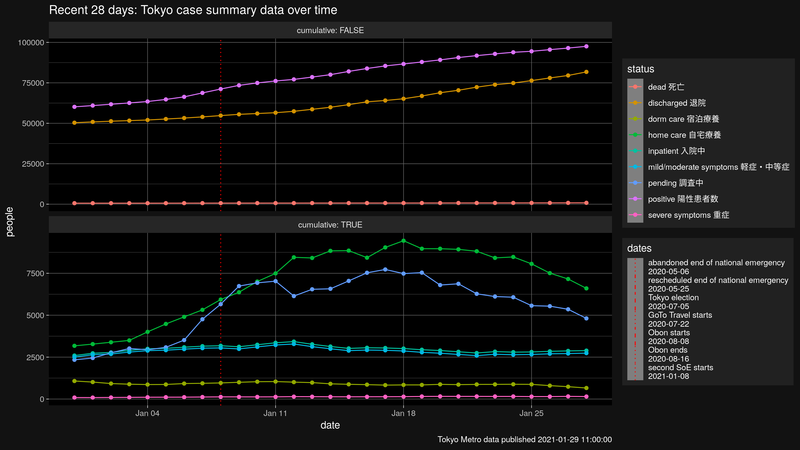 Recent 28 days: Tokyo case summary data over time
cumulative: FALSE
100000
75000
50000
25000
0
cumulative: TRUE
7500
5000
2500
0
people
Jan 04
Jan 11
Jan 18
Jan 25
date
status
dead 死亡
discharged 退院
dorm care 宿泊療養
home care 自宅療養
inpatient 入院中
mild/moderate symptoms 軽症・中等症
pending 調査中
positive 陽性患者数
severe symptoms 重症
dates
abandoned end of national emergency
2020-05-06
rescheduled end of national emergency
2020-05-25
Tokyo election
2020-07-05
GoTo Travel starts
2020-07-22
Obon starts
2020-08-08
Obon ends
2020-08-16
second SoE starts
2021-01-08
Tokyo Metro data published 2021-01-29 11:00:00